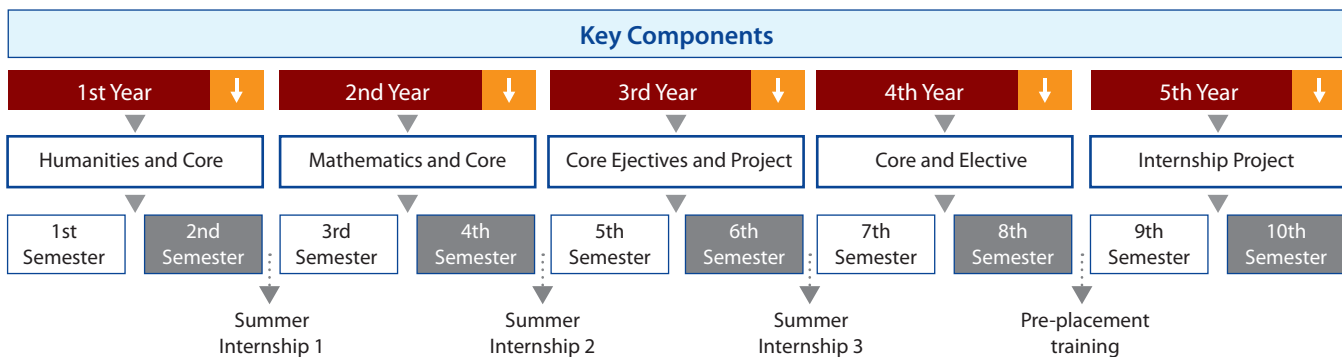 Key Components
1st Year
2nd Year
3rd Year
4th Year
5th Year
Humanities and Core
Mathematics and Core
Core Ejectives and Project
Core and Elective
Internship Project
1st
Semester
2nd
Semester
3rd
Semester
4th
Semester
5th
Semester
6th
Semester
7th
Semester
8th
Semester
9th
Semester
10th
Semester
Summer
Internship 1
Summer
Internship 2
Summer
Internship 3
Pre-placement
training